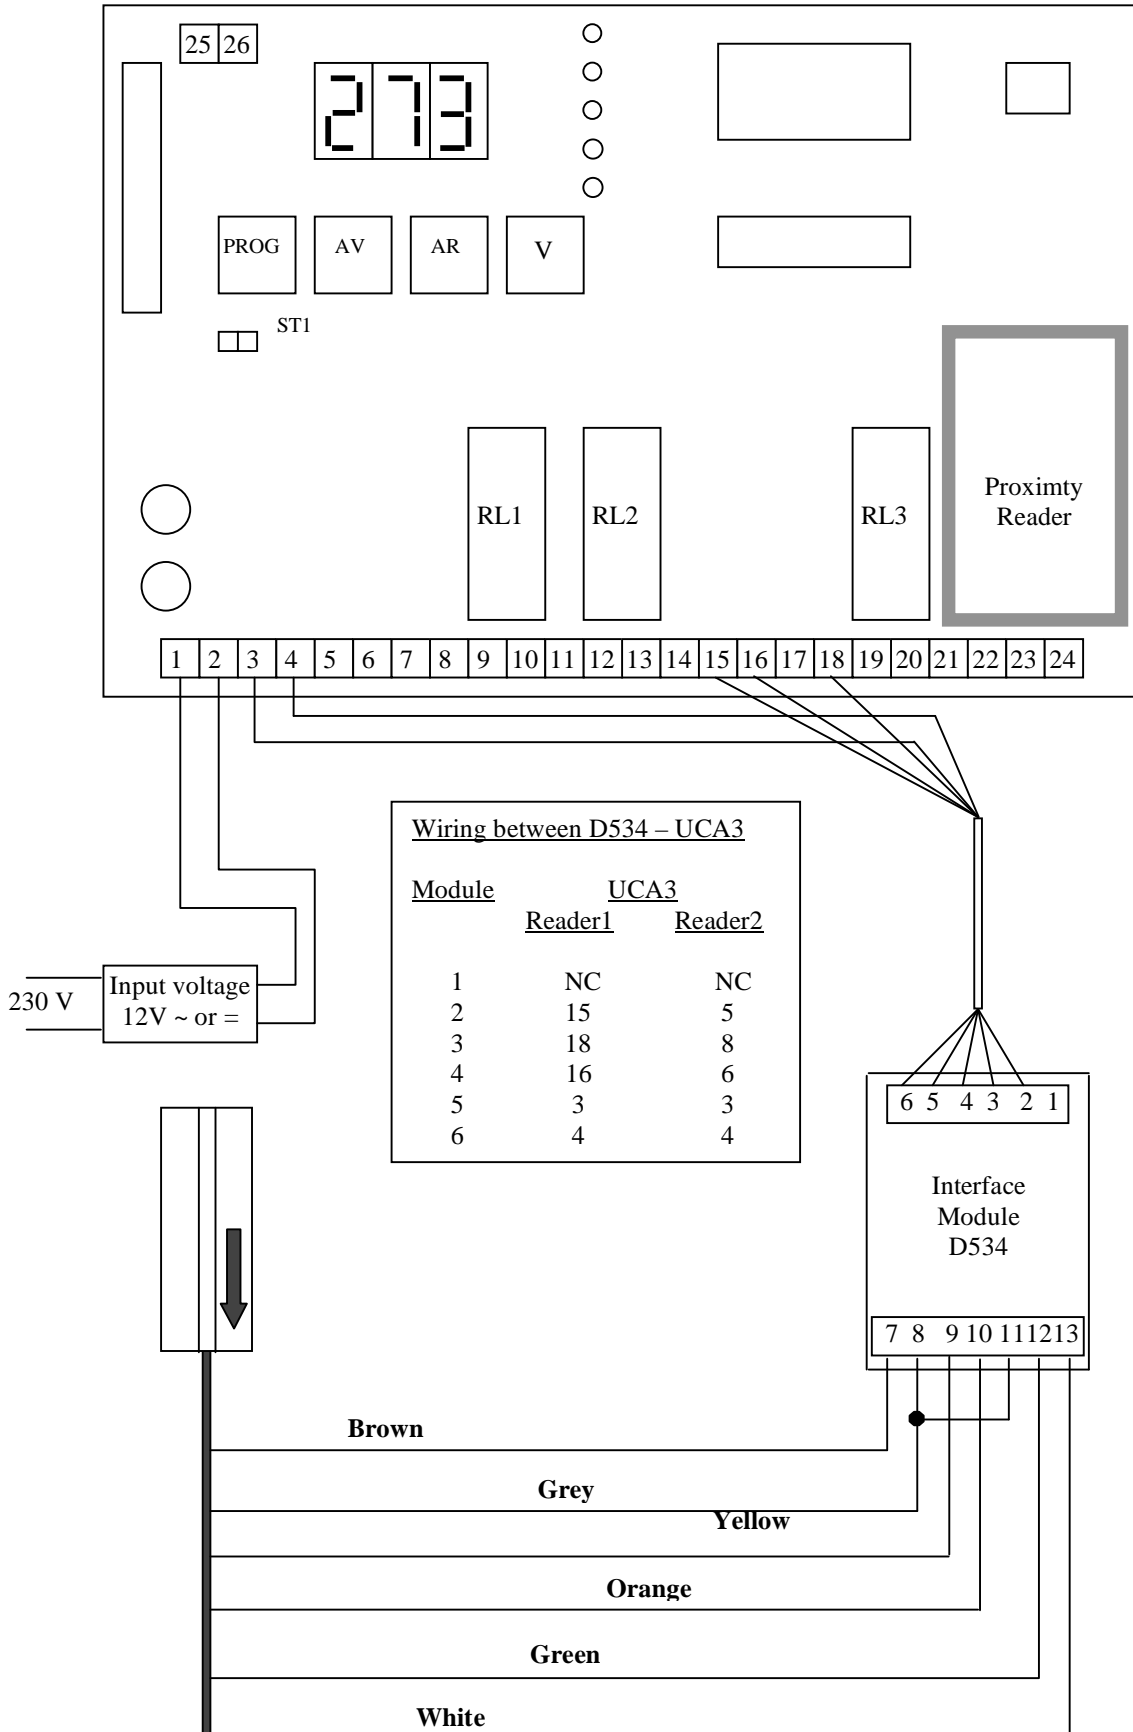 25 26
273
PROG AV AR V
ST1
RL1 RL2 RL3
Proximty
Reader
1 2 3 4 5 6 7 8 9 10 11 12 13 14 15 16 17 18 19 20 21 22 23 24
Wiring between D534 – UCA3
Module UCA3
Reader1 Reader2
1 NC NC
2 15 5
3 18 8
4 16 6
5 3 3
6 4 4
230 V
Input voltage
12V ~ or =
6 5 4 3 2 1
Interface
Module
D534
7 8 9 10 11 12 13
Brown
Grey
Yellow
Orange
Green
White